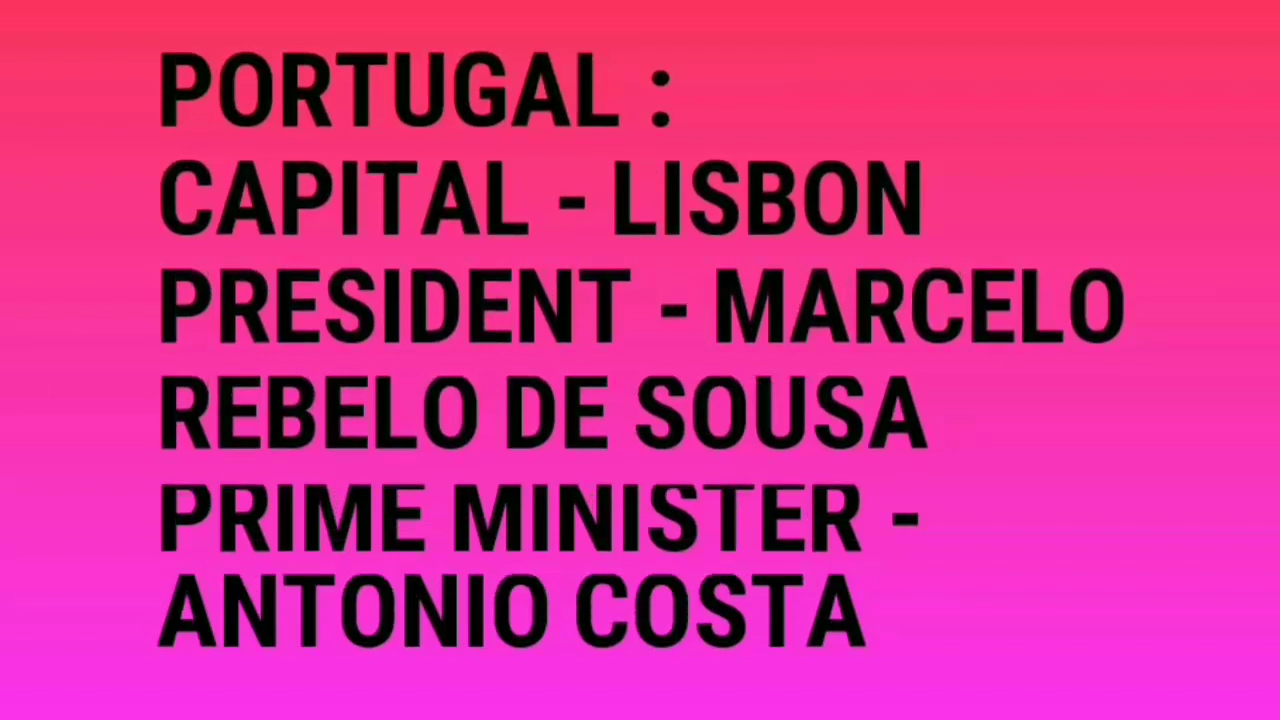 PORTUGAL :
CAPITAL - LISBON
PRESIDENT - MARCELO
REBELO DE SOUSA
PRIME MINISTER -
ANTONIO COSTA